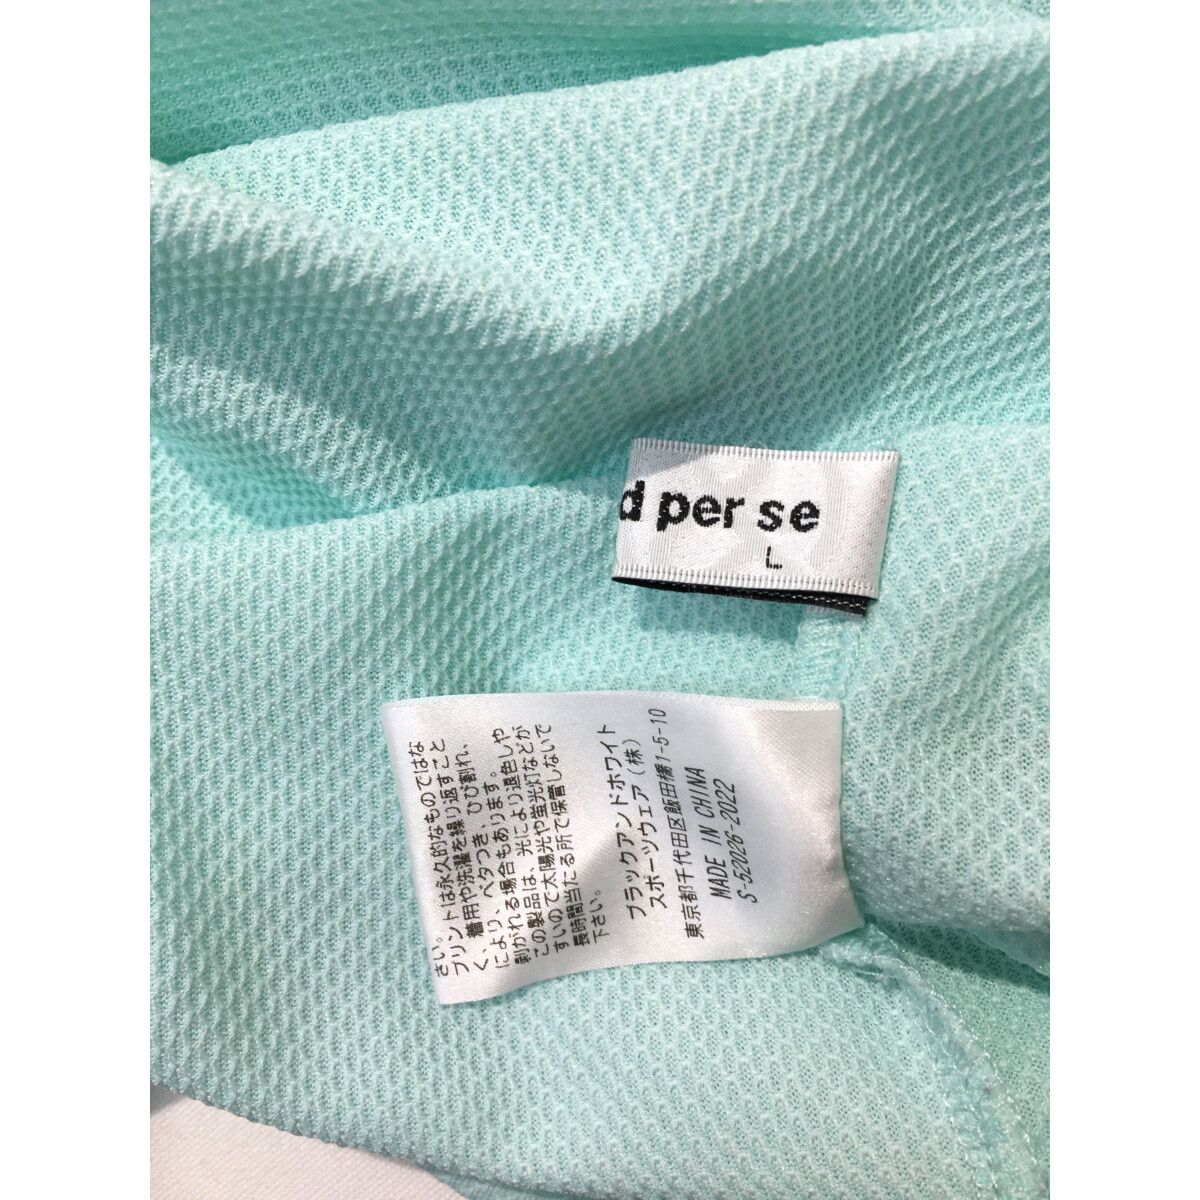 d per se
L
さい。
プリントは永久的なものではな
く、着用や洗濯を繰り返すこと
により、ベタつき、ひび割れ、
剥がれる場合もあります。
この製品は、光により退色しや
すいので太陽光や蛍光灯などが
長時間当たる所で保管しないで
下さい。
ブラックアンドホワイト
スポーツウェア(株)
東京都千代田区飯田橋1-5-10
MADE IN CHINA
S-52026-2022